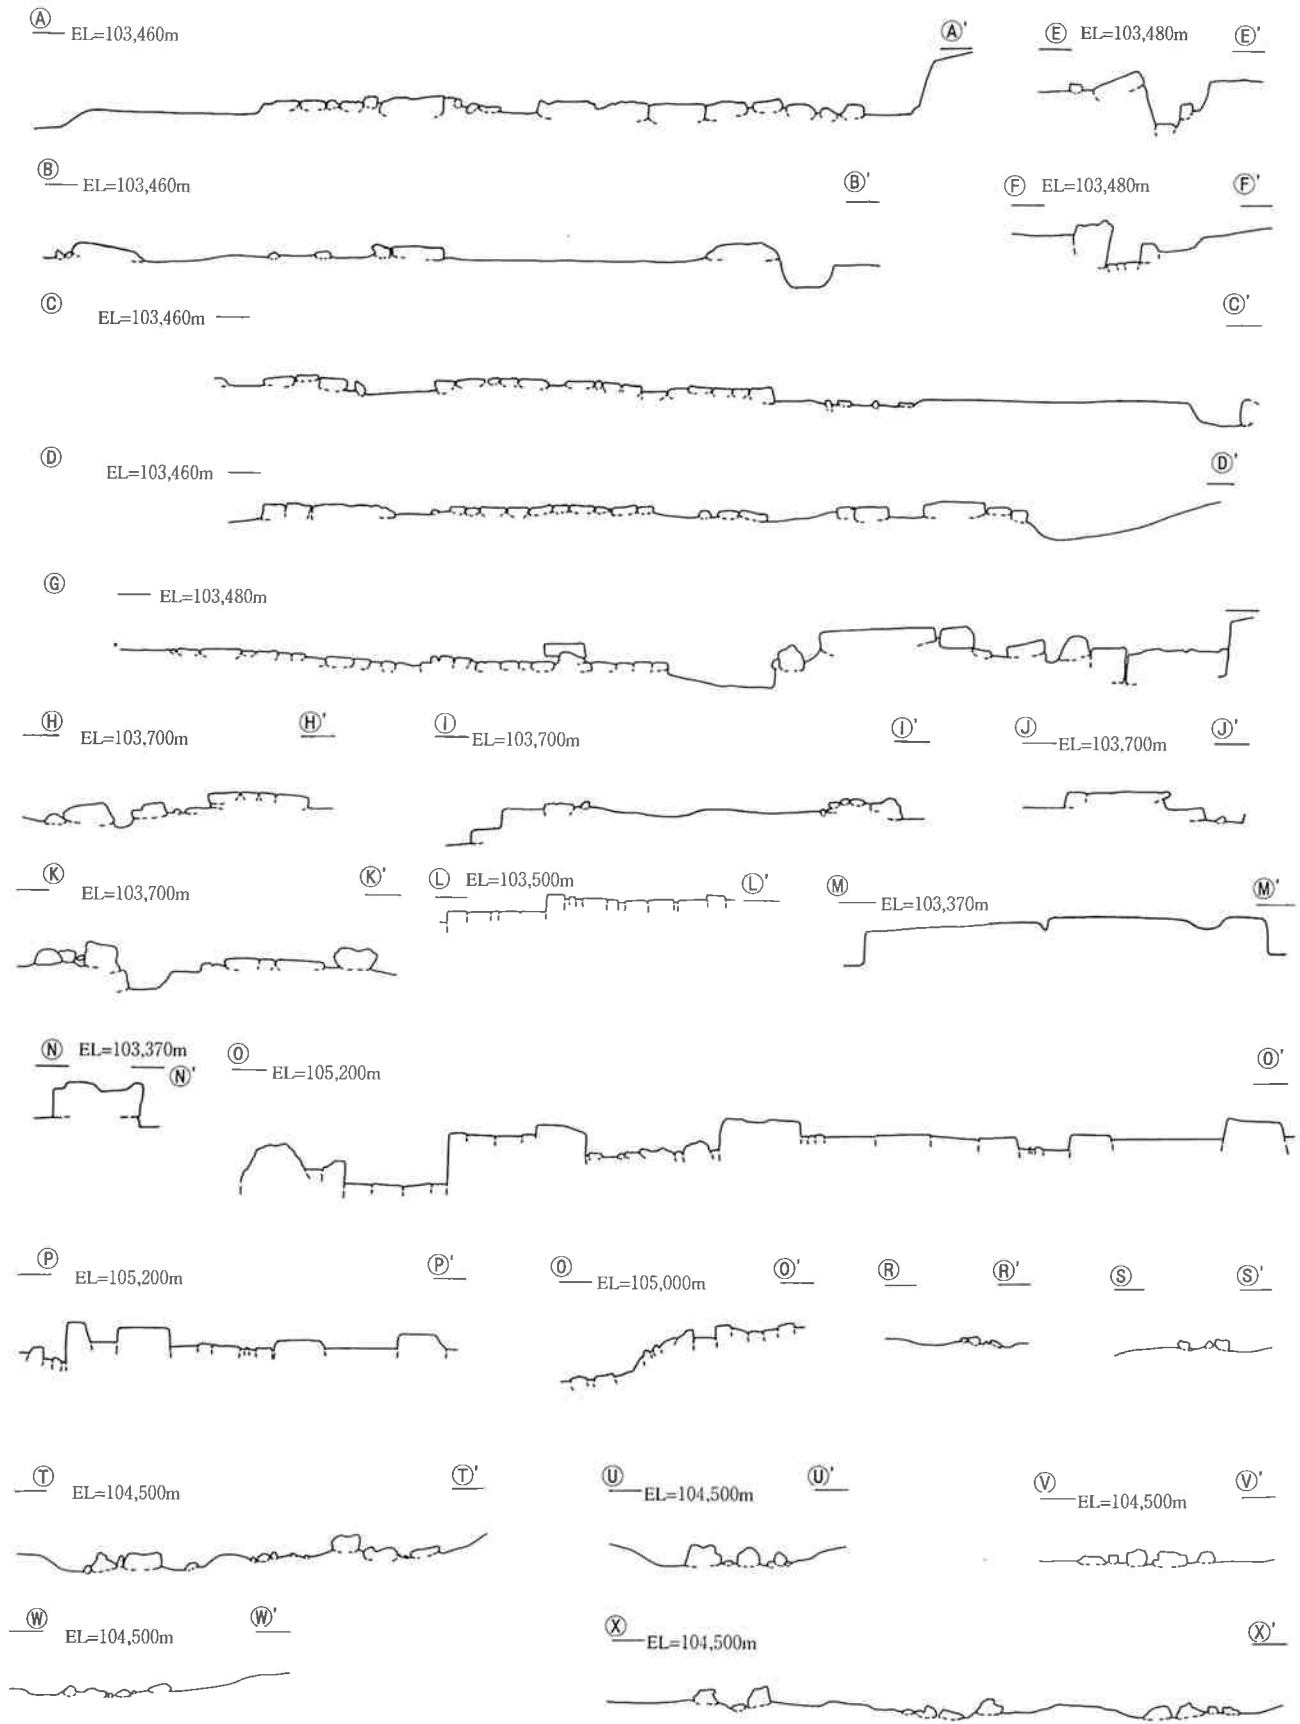 Ⓐ EL=103,460m Ⓐ'
Ⓔ EL=103,480m Ⓔ'
Ⓑ EL=103,460m Ⓑ'
Ⓕ EL=103,480m Ⓕ'
Ⓒ EL=103,460m Ⓒ'
Ⓓ EL=103,460m Ⓓ'
Ⓖ EL=103,480m
Ⓗ EL=103,700m Ⓗ'
Ⓘ EL=103,700m Ⓘ'
Ⓙ EL=103,700m Ⓙ'
Ⓚ EL=103,700m Ⓚ'
Ⓛ EL=103,500m Ⓛ'
Ⓜ EL=103,370m Ⓜ'
Ⓝ EL=103,370m Ⓝ'
Ⓞ EL=105,200m Ⓞ'
Ⓟ EL=105,200m Ⓟ'
Ⓞ EL=105,000m Ⓞ'
Ⓡ Ⓡ'
Ⓢ Ⓢ'
Ⓣ EL=104,500m Ⓣ'
Ⓤ EL=104,500m Ⓤ'
Ⓥ EL=104,500m Ⓥ'
Ⓦ EL=104,500m Ⓦ'
Ⓧ EL=104,500m Ⓧ'